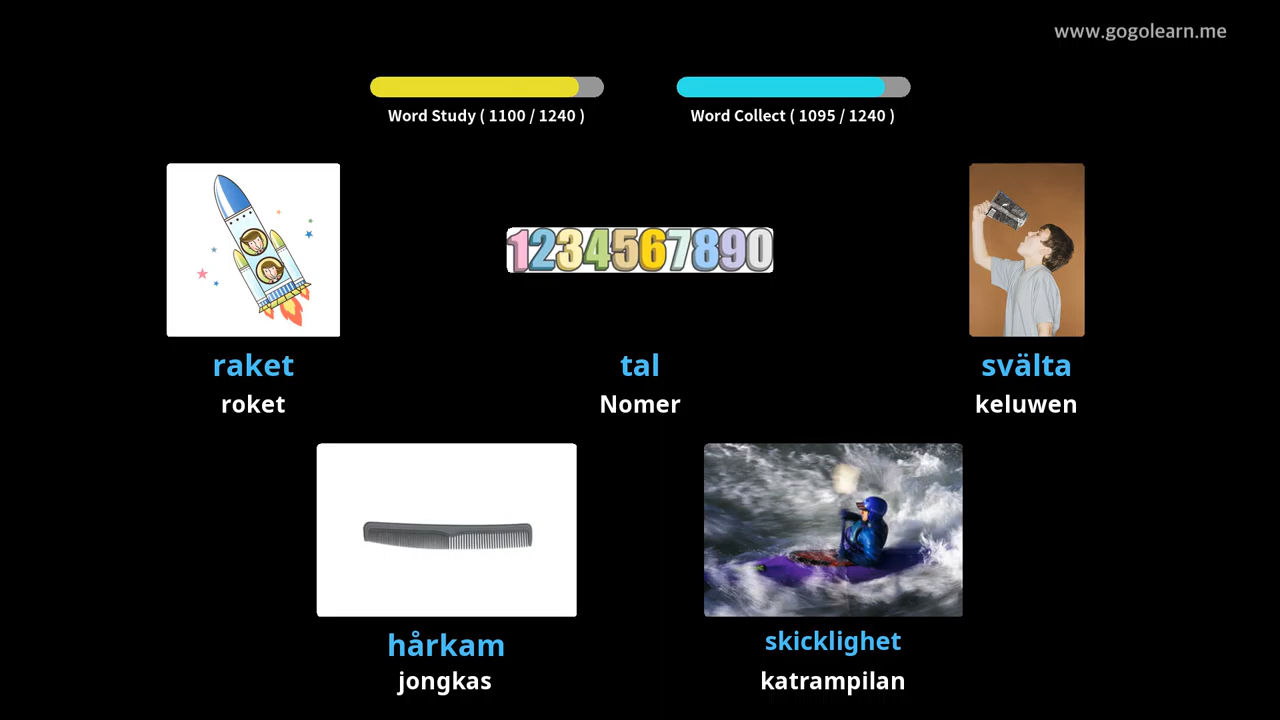 www.gogolearn.me
Word Study ( 1100 / 1240 )
Word Collect ( 1095 / 1240 )
1234567890
raket
roket
tal
Nomer
svälta
keluwen
hårkam
jongkas
skicklighet
katrampilan